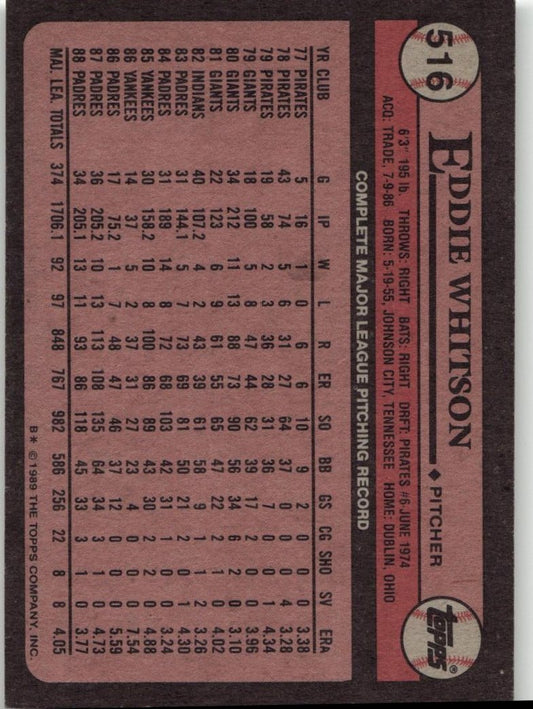 516
EDDIE WHITSON ♦ PITCHER
TOPPS®
6'3" 195 lb. THROWS: RIGHT BATS: RIGHT DRFT: PIRATES #6 JUNE 1974
ACQ: TRADE, 7-9-86 BORN: 5-19-55, JOHNSON CITY, TENNESSEE HOME: DUBLIN, OHIO
COMPLETE MAJOR LEAGUE PITCHING RECORD
YR CLUB G IP W L R ER SO BB GS CG SHO SV ERA
77 PIRATES 5 16 1 0 6 6 10 9 2 0 0 0 3.38
78 PIRATES 43 74 5 6 31 27 64 37 0 0 0 4 3.28
79 PIRATES 19 58 2 3 36 28 31 36 7 0 0 1 4.34
79 GIANTS 18 100 5 8 47 44 62 39 17 2 0 0 3.96
80 GIANTS 34 212 11 13 88 73 90 56 34 6 2 0 3.10
81 GIANTS 22 123 6 9 61 55 65 47 22 2 1 0 4.02
82 INDIANS 40 107.2 4 2 43 39 61 58 9 1 1 2 3.26
83 PADRES 31 144.1 5 7 73 69 81 50 21 2 0 1 4.30
84 PADRES 31 189 14 8 72 68 103 42 31 1 0 0 3.24
85 YANKEES 30 158.2 10 8 100 86 89 43 30 2 2 0 4.88
86 YANKEES 14 37 5 2 37 31 27 23 4 0 0 0 7.54
86 PADRES 17 75.2 1 7 48 47 46 37 12 0 0 0 5.59
87 PADRES 36 205.2 10 13 113 108 135 64 34 3 1 0 4.73
88 PADRES 34 205.1 13 11 93 86 118 45 33 3 1 0 3.77
MAJ. LEA. TOTALS 374 1706.1 92 97 848 767 982 586 256 22 8 8 4.05
B* © 1989 THE TOPPS COMPANY, INC.